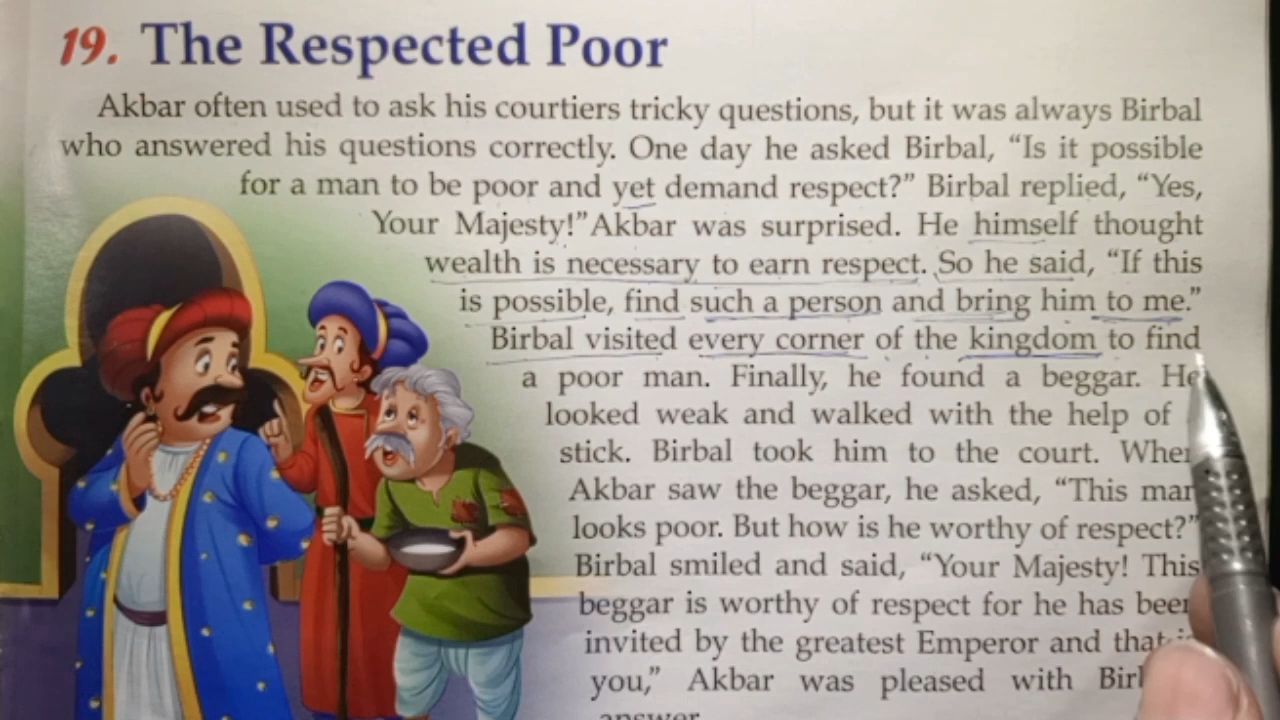 19. The Respected Poor
Akbar often used to ask his courtiers tricky questions, but it was always Birbal
who answered his questions correctly. One day he asked Birbal, “Is it possible
for a man to be poor and yet demand respect?” Birbal replied, “Yes,
Your Majesty!”Akbar was surprised. He himself thought
wealth is necessary to earn respect. So he said, “If this
is possible, find such a person and bring him to me.”
Birbal visited every corner of the kingdom to find
a poor man. Finally, he found a beggar. He
looked weak and walked with the help of
stick. Birbal took him to the court. When
Akbar saw the beggar, he asked, “This man
looks poor. But how is he worthy of respect?”
Birbal smiled and said, “Your Majesty! This
beggar is worthy of respect for he has been
invited by the greatest Emperor and that
you,” Akbar was pleased with
answer